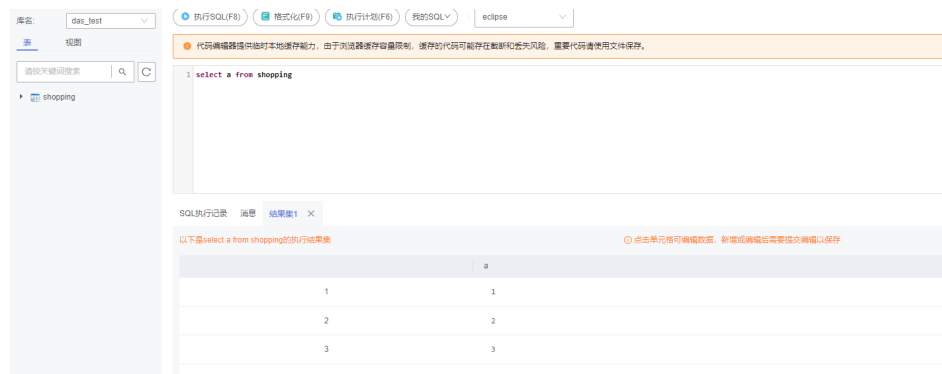 库名: das_test
执行SQL(F8) 格式化(F9) 执行计划(F6) 我的SQL eclipse
表 视图
代码编辑器提供临时本地缓存能力，由于浏览器缓存容量限制，缓存的代码可能存在截断和丢失风险，重要代码请使用文件保存。
请按关键词搜索
1 select a from shopping
shopping
SQL执行记录 消息 结果集1
以下是select a from shopping的执行结果集
点击单元格可编辑数据，新增或编辑后需要提交编辑以保存
a
1 1
2 2
3 3